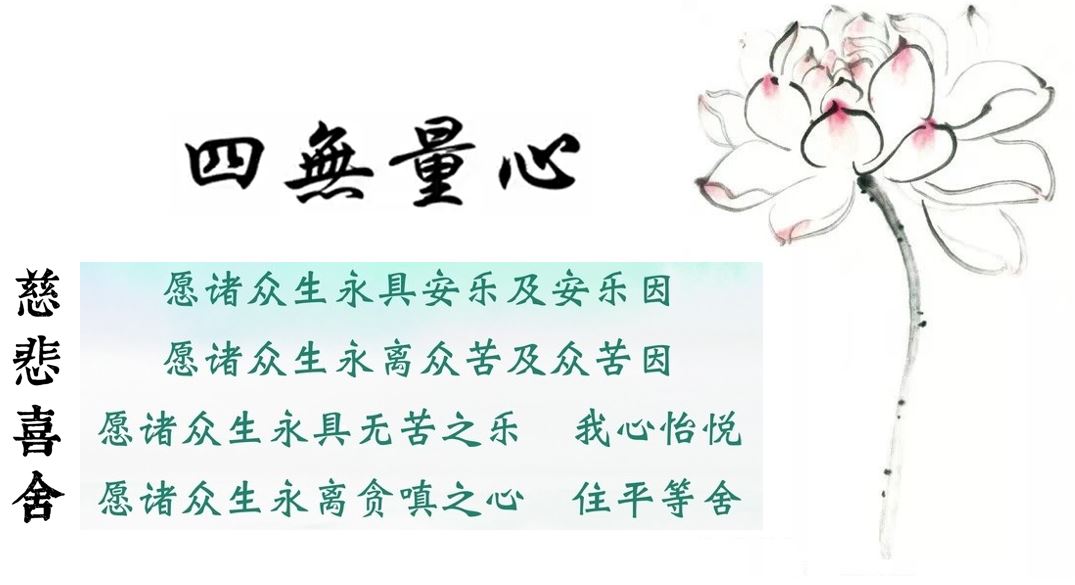 四無量心
慈 愿诸众生永具安乐及安乐因
悲 愿诸众生永离众苦及众苦因
喜 愿诸众生永具无苦之乐 我心怡悦
舍 愿诸众生永离贪嗔之心 住平等舍